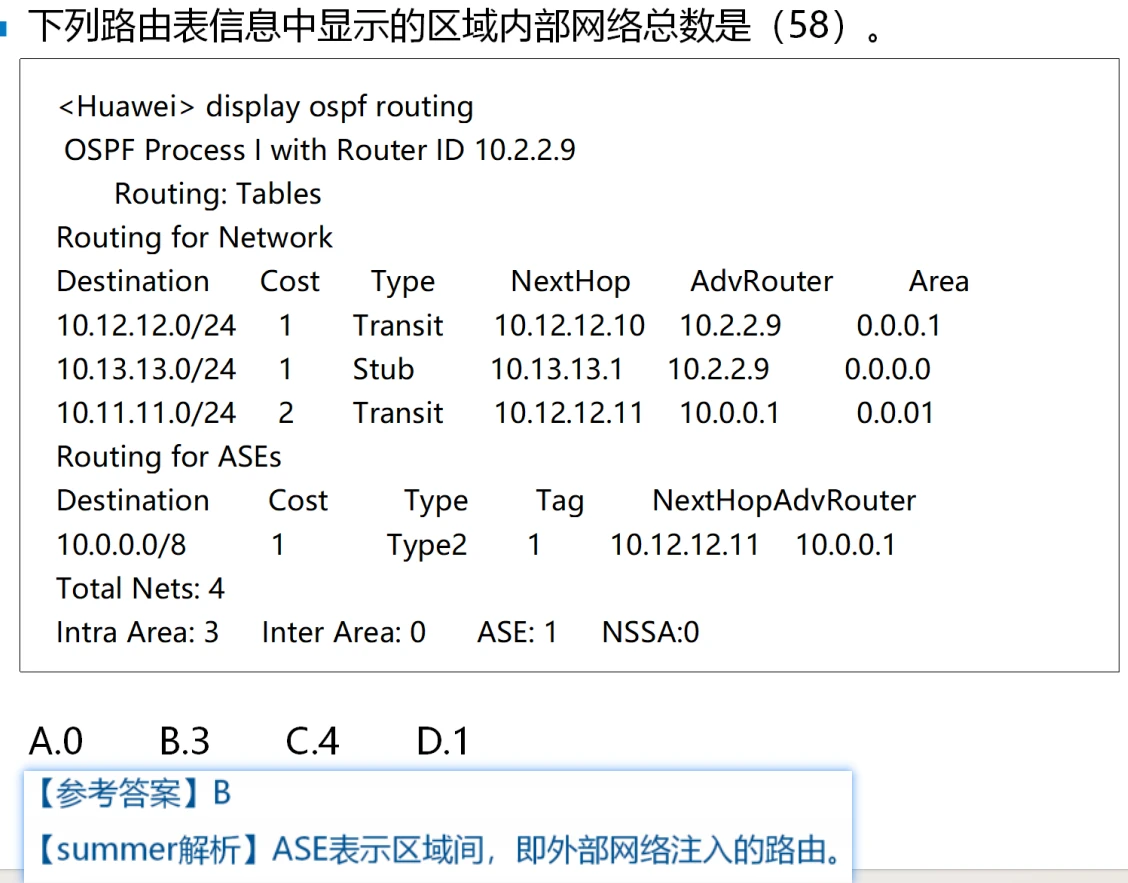 下列路由表信息中显示的区域内部网络总数是（58）。
<Huawei> display ospf routing
OSPF Process I with Router ID 10.2.2.9
Routing: Tables
Routing for Network
Destination Cost Type NextHop AdvRouter Area
10.12.12.0/24 1 Transit 10.12.12.10 10.2.2.9 0.0.0.1
10.13.13.0/24 1 Stub 10.13.13.1 10.2.2.9 0.0.0.0
10.11.11.0/24 2 Transit 10.12.12.11 10.0.0.1 0.0.01
Routing for ASEs
Destination Cost Type Tag NextHopAdvRouter
10.0.0.0/8 1 Type2 1 10.12.12.11 10.0.0.1
Total Nets: 4
Intra Area: 3 Inter Area: 0 ASE: 1 NSSA:0
A.0 B.3 C.4 D.1
【参考答案】B
【summer解析】ASE表示区域间，即外部网络注入的路由。